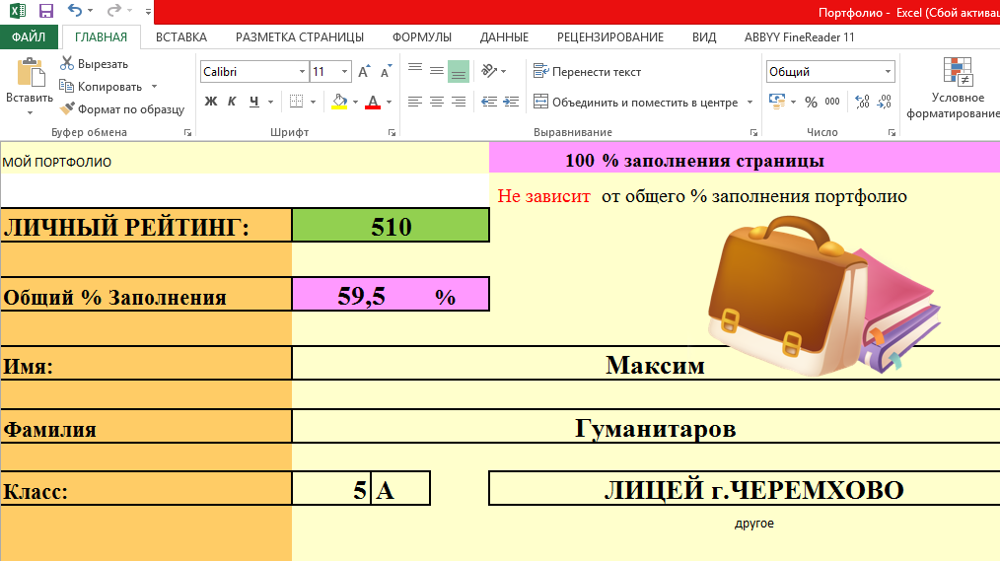 Портфолио - Excel (Сбой актива
ФАЙЛ ГЛАВНАЯ ВСТАВКА РАЗМЕТКА СТРАНИЦЫ ФОРМУЛЫ ДАННЫЕ РЕЦЕНЗИРОВАНИЕ ВИД ABBYY FineReader 11
Вставить
Вырезать
Копировать
Формат по образцу
Буфер обмена
Calibri 11
Ж К Ч
Шрифт
Перенести текст
Объединить и поместить в центре
Выравнивание
Общий
% 000
Число
Условное
форматирование
МОЙ ПОРТФОЛИО
100 % заполнения страницы
Не зависит от общего % заполнения портфолио
ЛИЧНЫЙ РЕЙТИНГ: 510
Общий % Заполнения 59,5 %
Имя: Максим
Фамилия Гуманитаров
Класс: 5 А ЛИЦЕЙ г.ЧЕРЕМХОВО
другое